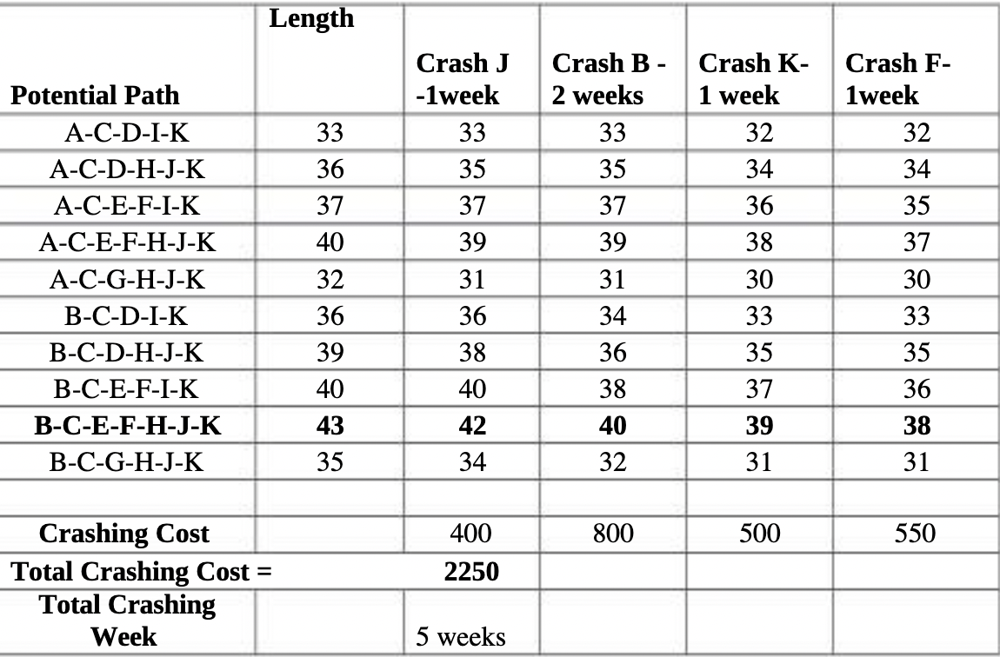 Potential Path Length Crash J -1week Crash B - 2 weeks Crash K- 1 week Crash F- 1week
A-C-D-I-K 33 33 33 32 32
A-C-D-H-J-K 36 35 35 34 34
A-C-E-F-I-K 37 37 37 36 35
A-C-E-F-H-J-K 40 39 39 38 37
A-C-G-H-J-K 32 31 31 30 30
B-C-D-I-K 36 36 34 33 33
B-C-D-H-J-K 39 38 36 35 35
B-C-E-F-I-K 40 40 38 37 36
B-C-E-F-H-J-K 43 42 40 39 38
B-C-G-H-J-K 35 34 32 31 31
Crashing Cost 400 800 500 550
Total Crashing Cost = 2250
Total Crashing Week 5 weeks